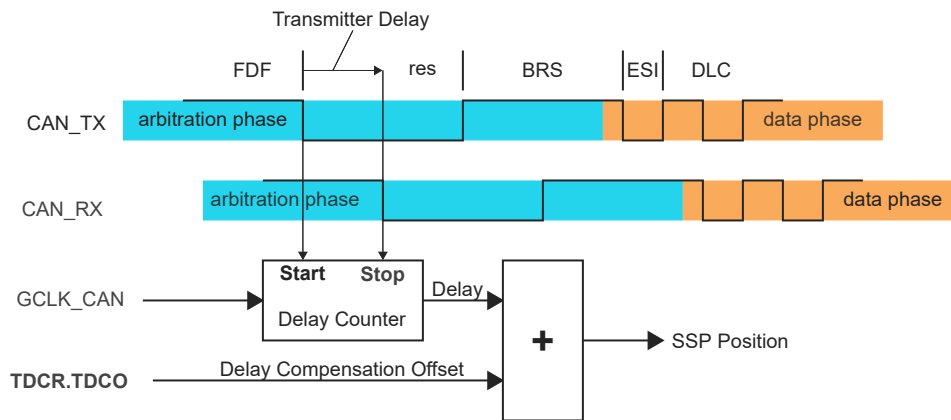 Transmitter Delay
FDF res BRS ESI DLC
CAN_TX arbitration phase data phase
CAN_RX arbitration phase data phase
Start Stop
GCLK_CAN Delay Counter Delay
+ SSP Position
TDCR.TDCO Delay Compensation Offset